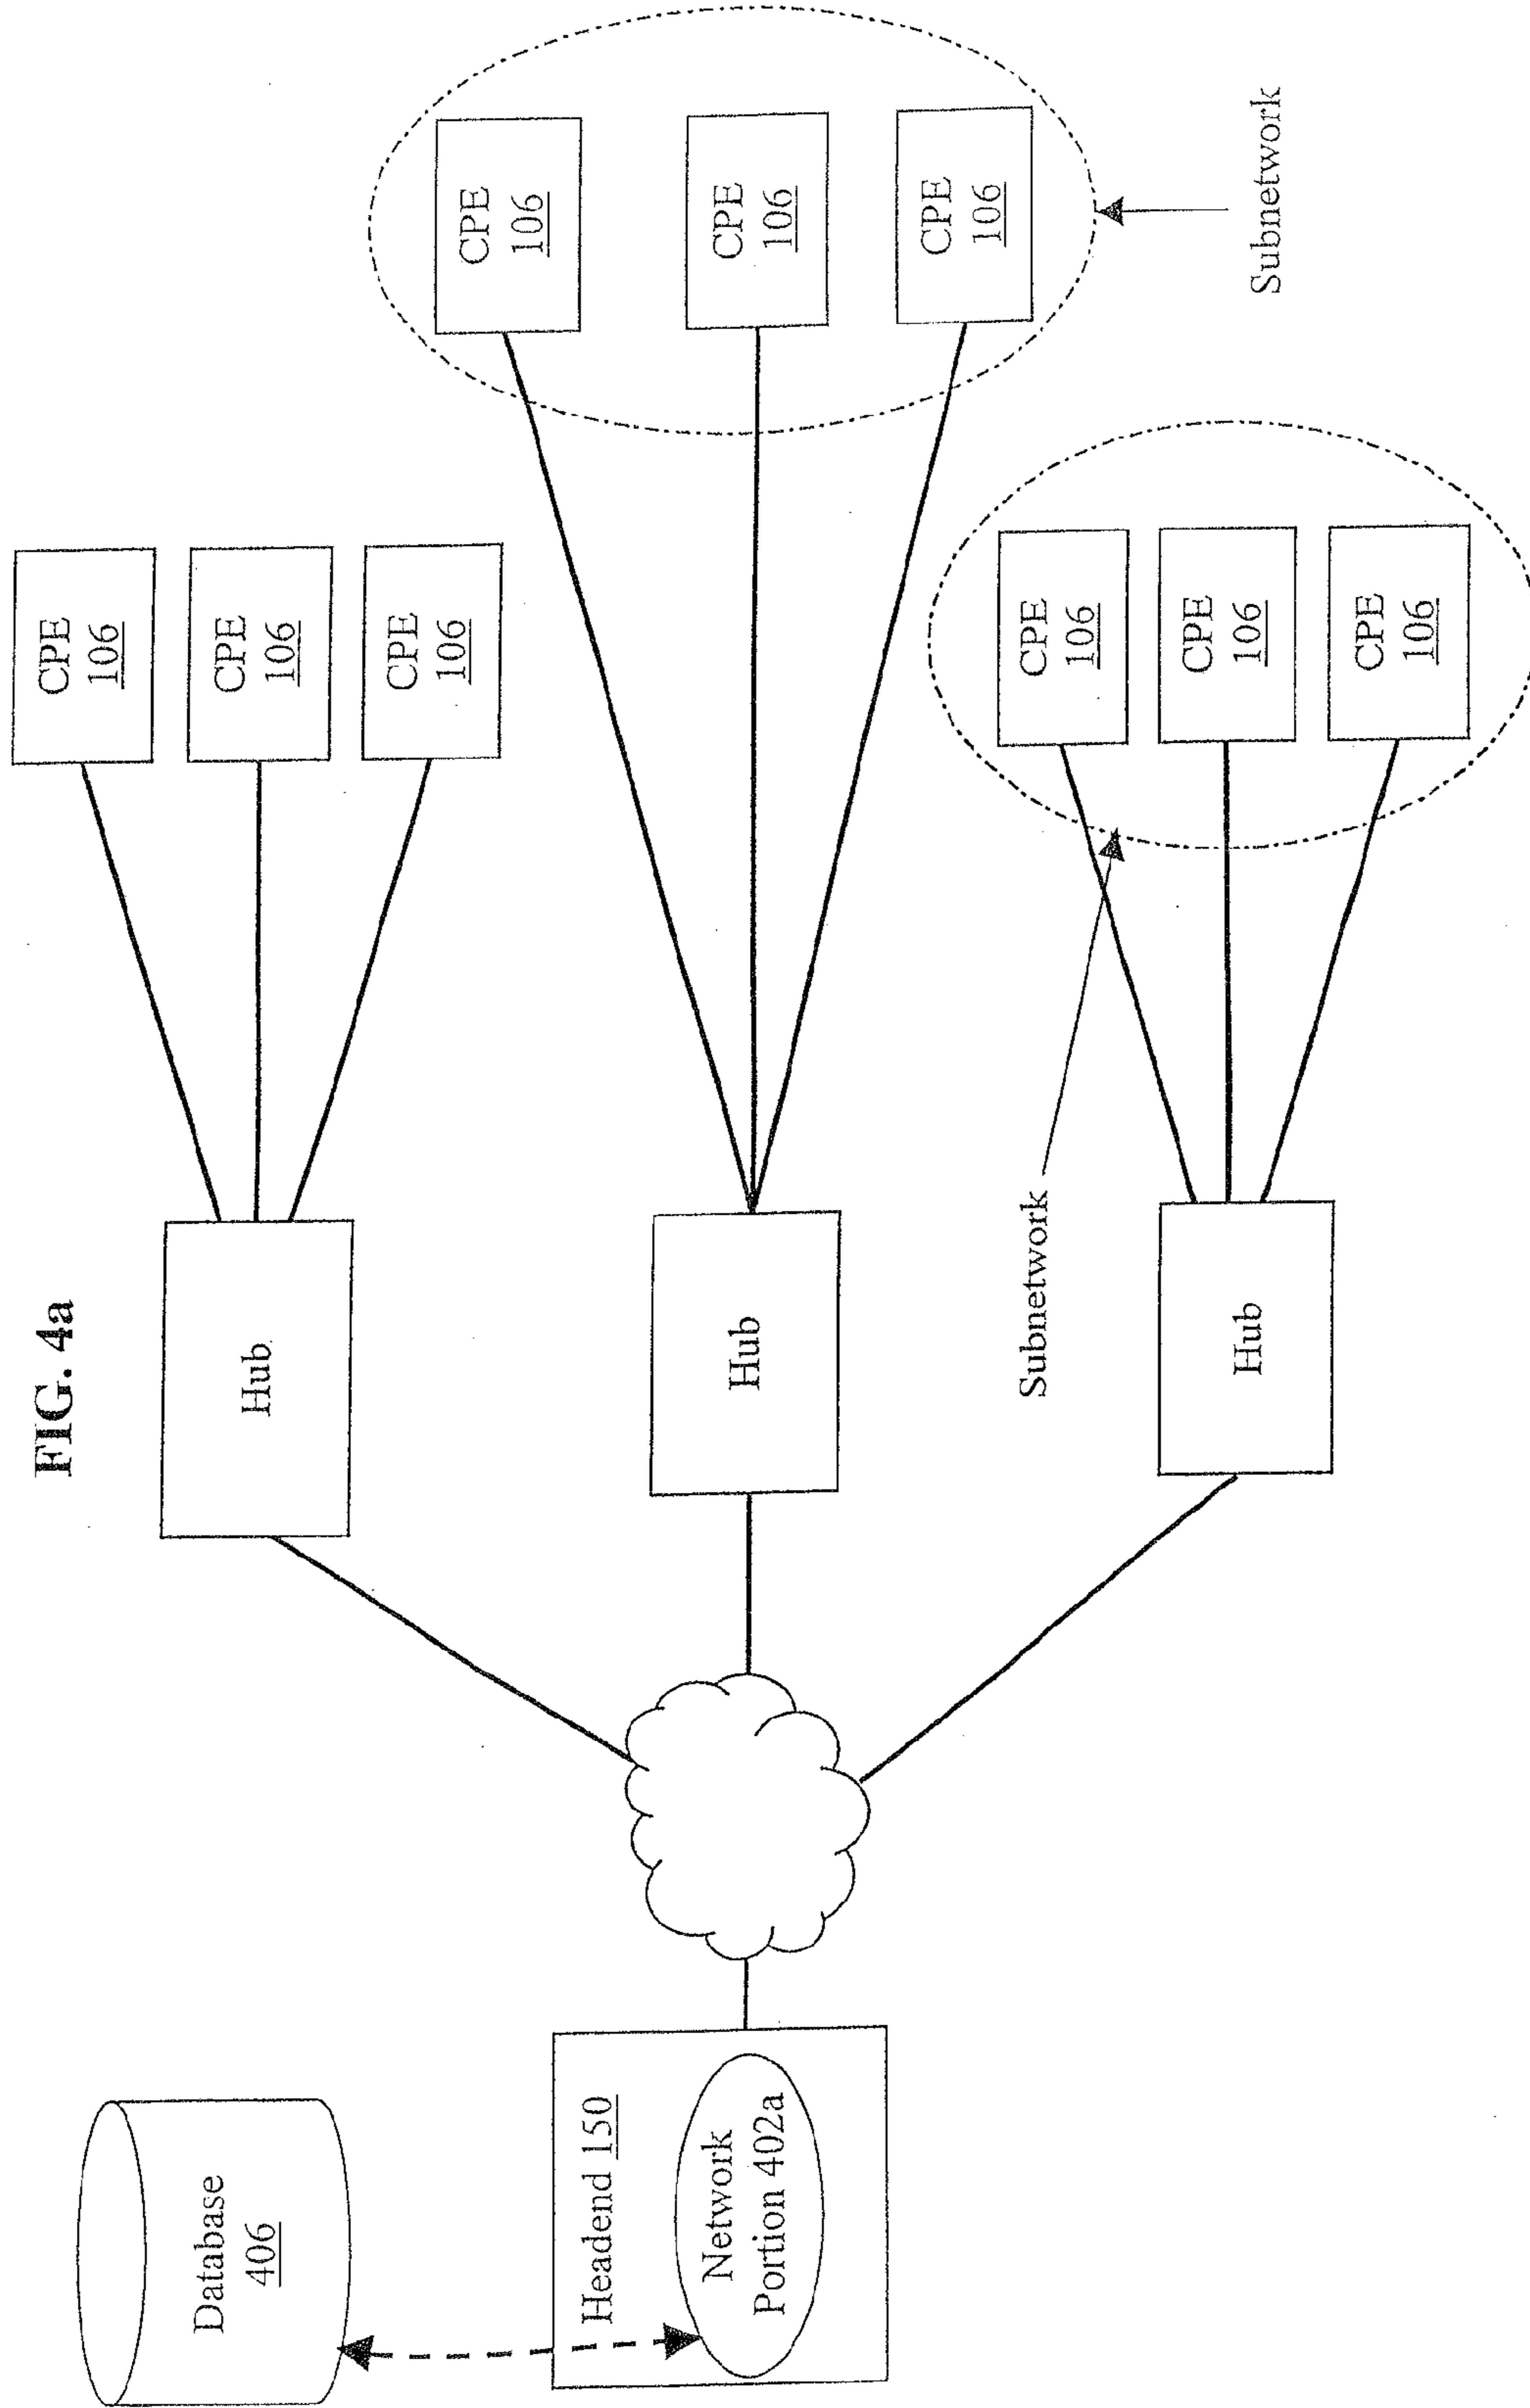 FIG. 4a
Database
406
Headend 150
Network
Portion 402a
Hub
Hub
Hub
CPE
106
CPE
106
CPE
106
CPE
106
CPE
106
CPE
106
Subnetwork
Subnetwork
CPE
106
CPE
106
CPE
106